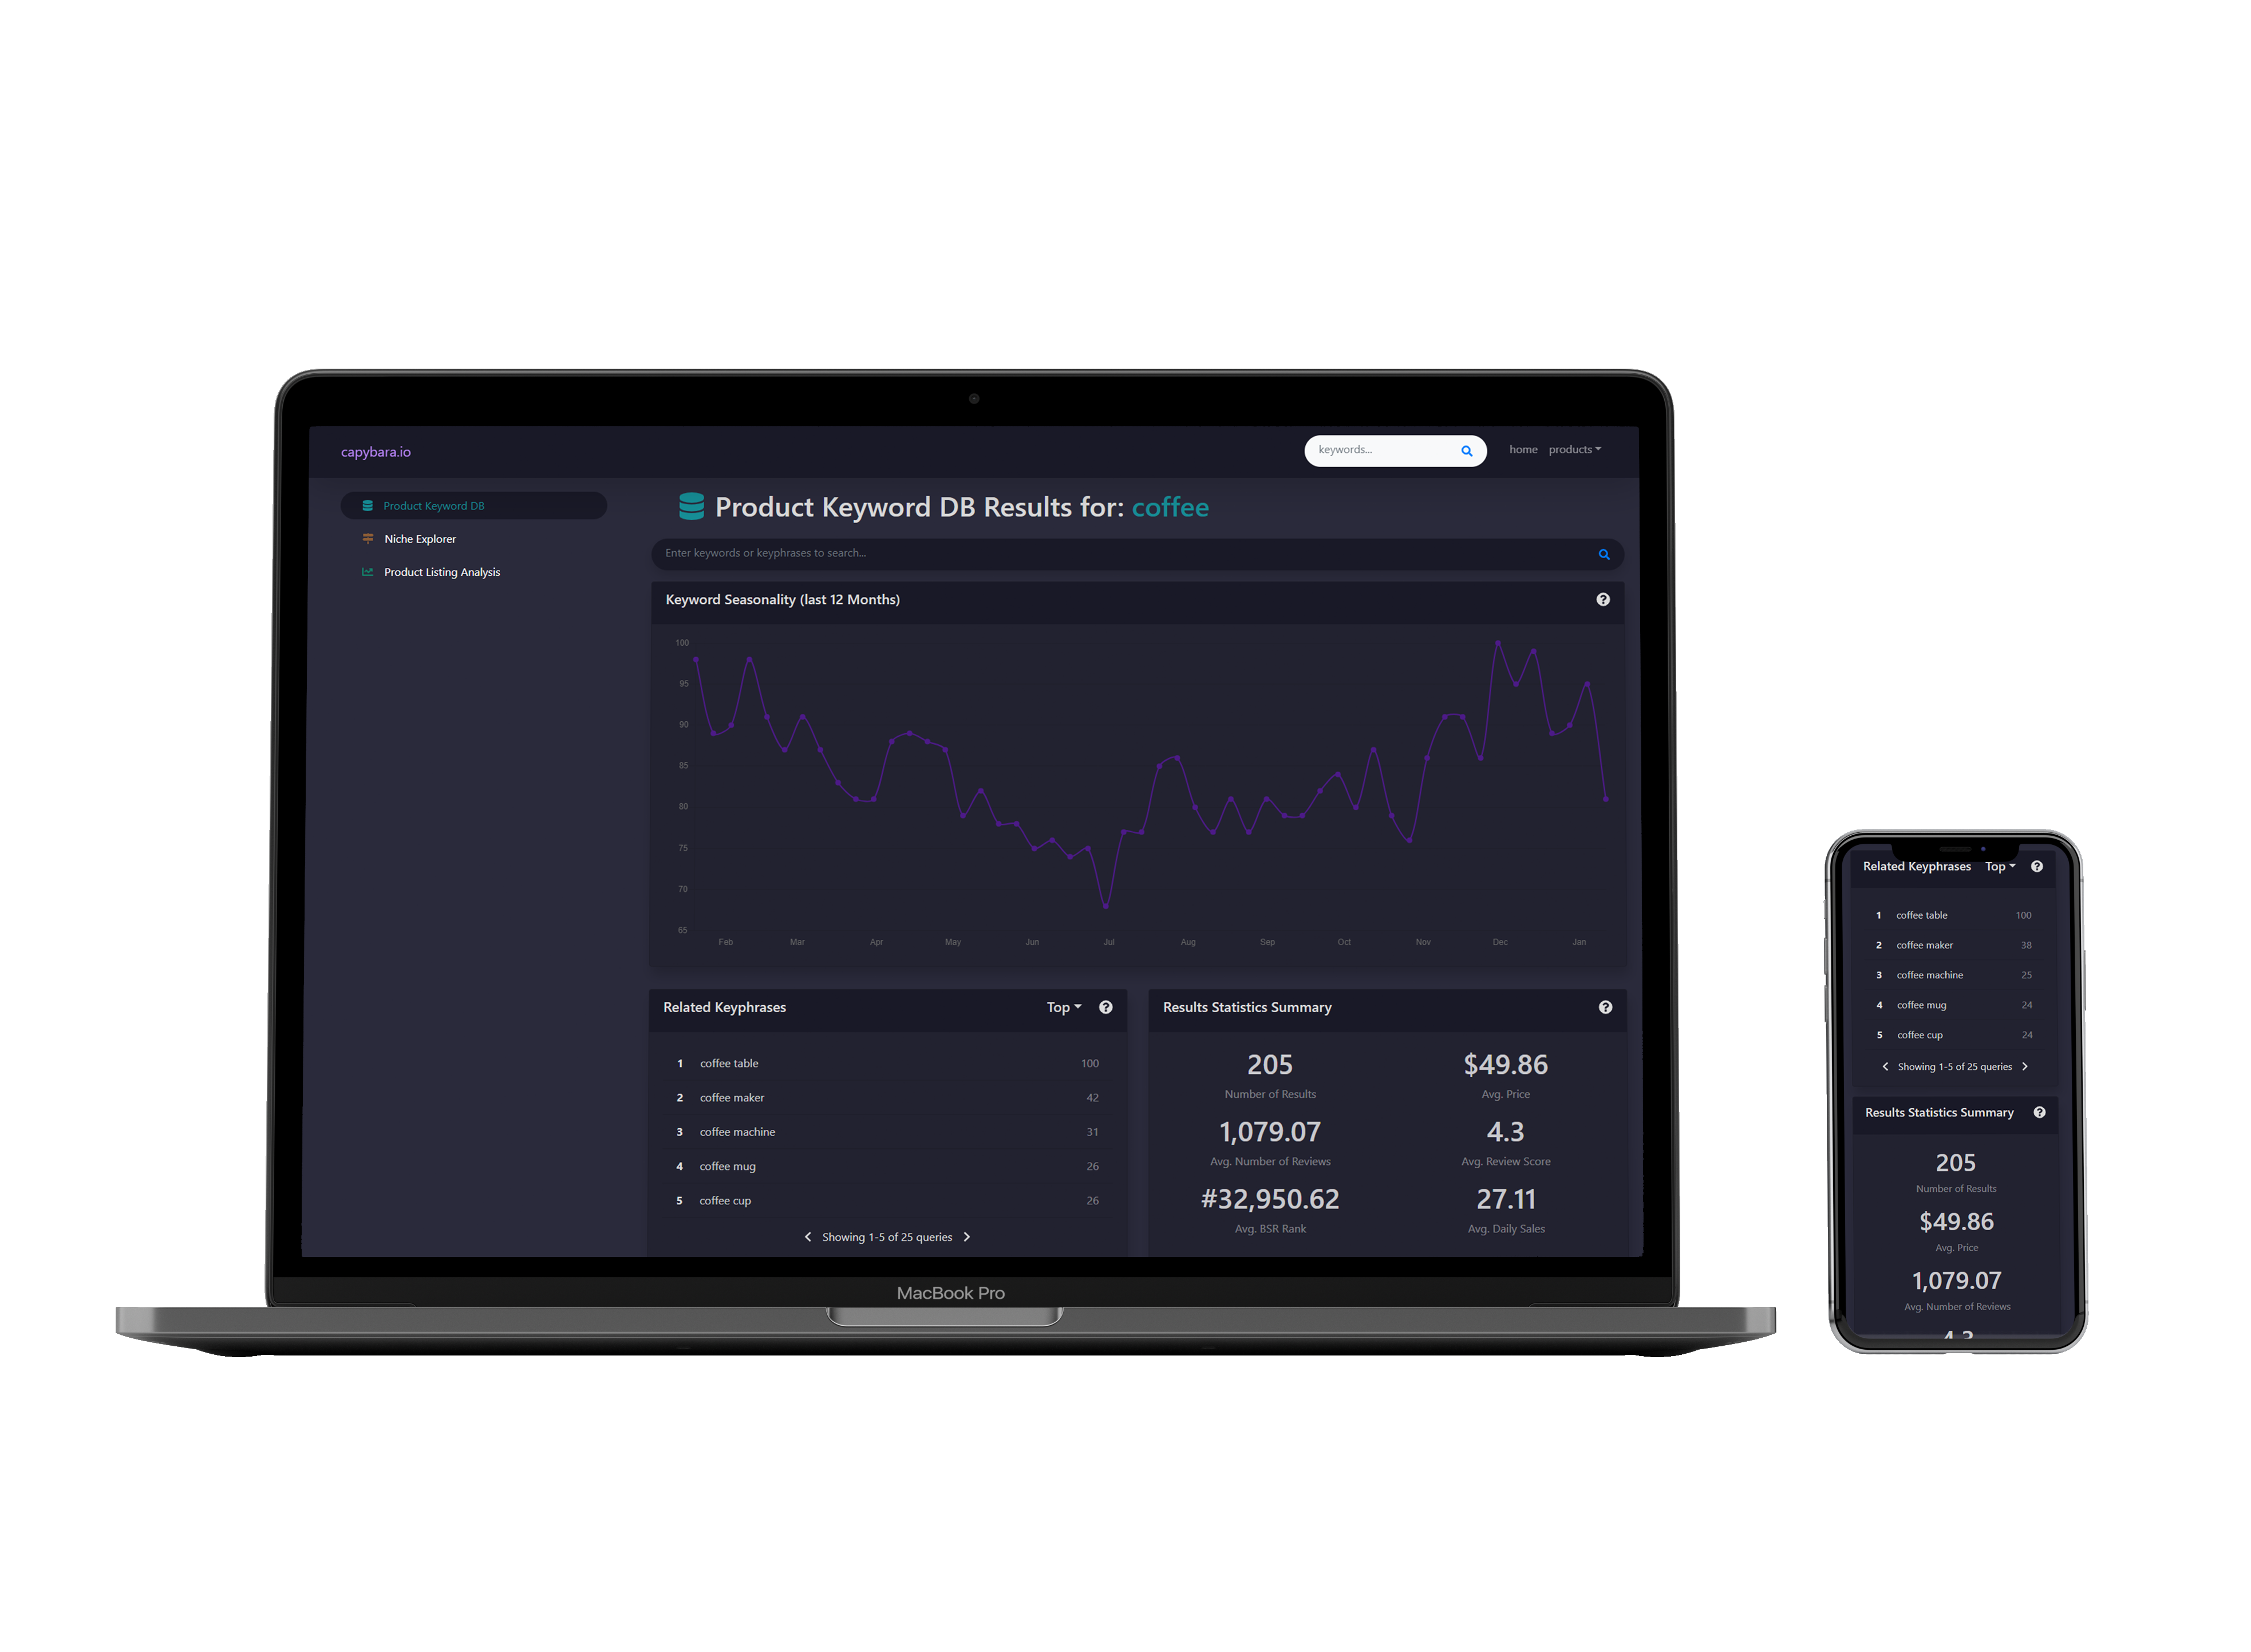 capybara.io
keywords...
home
products
Product Keyword DB
Niche Explorer
Product Listing Analysis
Product Keyword DB Results for: coffee
Enter keywords or keyphrases to search...
Keyword Seasonality (last 12 Months)
100
95
90
85
80
75
70
65
Feb Mar Apr May Jun Jul Aug Sep Oct Nov Dec Jan
Related Keyphrases Top
1 coffee table 100
2 coffee maker 42
3 coffee machine 31
4 coffee mug 26
5 coffee cup 26
Showing 1-5 of 25 queries
Results Statistics Summary
205 $49.86
Number of Results Avg. Price
1,079.07 4.3
Avg. Number of Reviews Avg. Review Score
#32,950.62 27.11
Avg. BSR Rank Avg. Daily Sales
MacBook Pro
Related Keyphrases Top
1 coffee table 100
2 coffee maker 38
3 coffee machine 25
4 coffee mug 24
5 coffee cup 24
Showing 1-5 of 25 queries
Results Statistics Summary
205
Number of Results
$49.86
Avg. Price
1,079.07
Avg. Number of Reviews
4.3